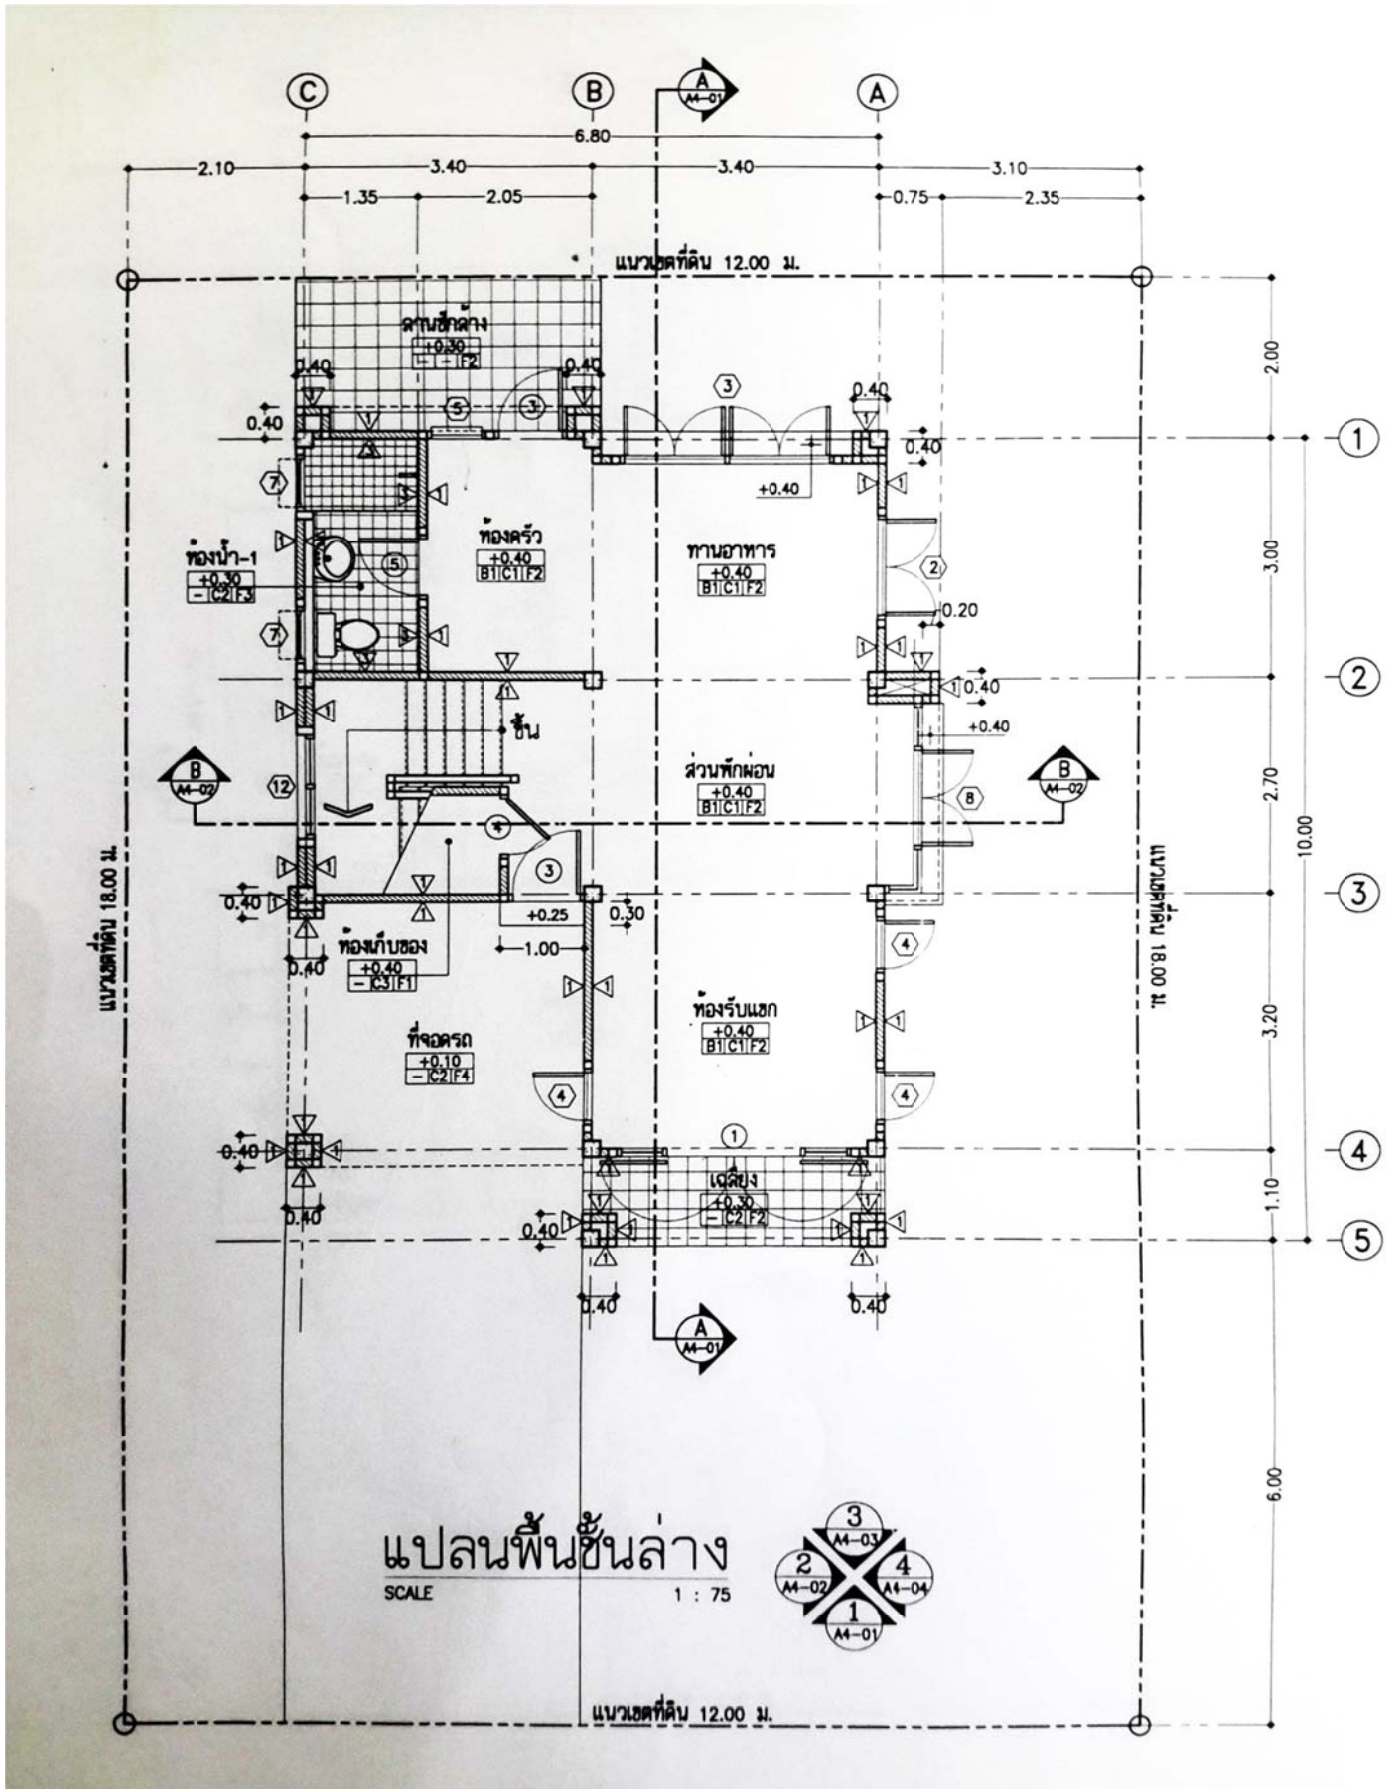 C
B
A
A
A4-01
6.80
2.10
3.40
3.40
3.10
1.35
2.05
0.75
2.35
แนวเขตที่ดิน 12.00 ม.
ลานซักล้าง
+0.30
- - F2
0.40
0.40
3
0.40
2.00
0.40
5
3
0.40
1
7
+0.40
ห้องครัว
+0.40
B1 C1 F2
ทานอาหาร
+0.40
B1 C1 F2
ห้องน้ำ-1
+0.30
- C2 F3
5
2
3.00
0.20
7
2
0.40
ขึ้น
+0.40
B
A4-02
12
ส่วนพักผ่อน
+0.40
B1 C1 F2
8
B
A4-02
2.70
10.00
4
3
แนวเขตที่ดิน 18.00 ม.
แนวเขตที่ดิน 18.00 ม.
3
0.40
+0.25
0.30
1.00
4
0.40
ห้องเก็บของ
+0.40
- C3 F1
ห้องรับแขก
+0.40
B1 C1 F2
3.20
ที่จอดรถ
+0.10
- C2 F4
4
4
0.40
1
4
0.40
เฉลียง
+0.30
- C2 F2
1.10
0.40
5
0.40
0.40
A
A4-01
6.00
แปลนพื้นชั้นล่าง
SCALE 1 : 75
3
A4-03
2
A4-02
4
A4-04
1
A4-01
แนวเขตที่ดิน 12.00 ม.